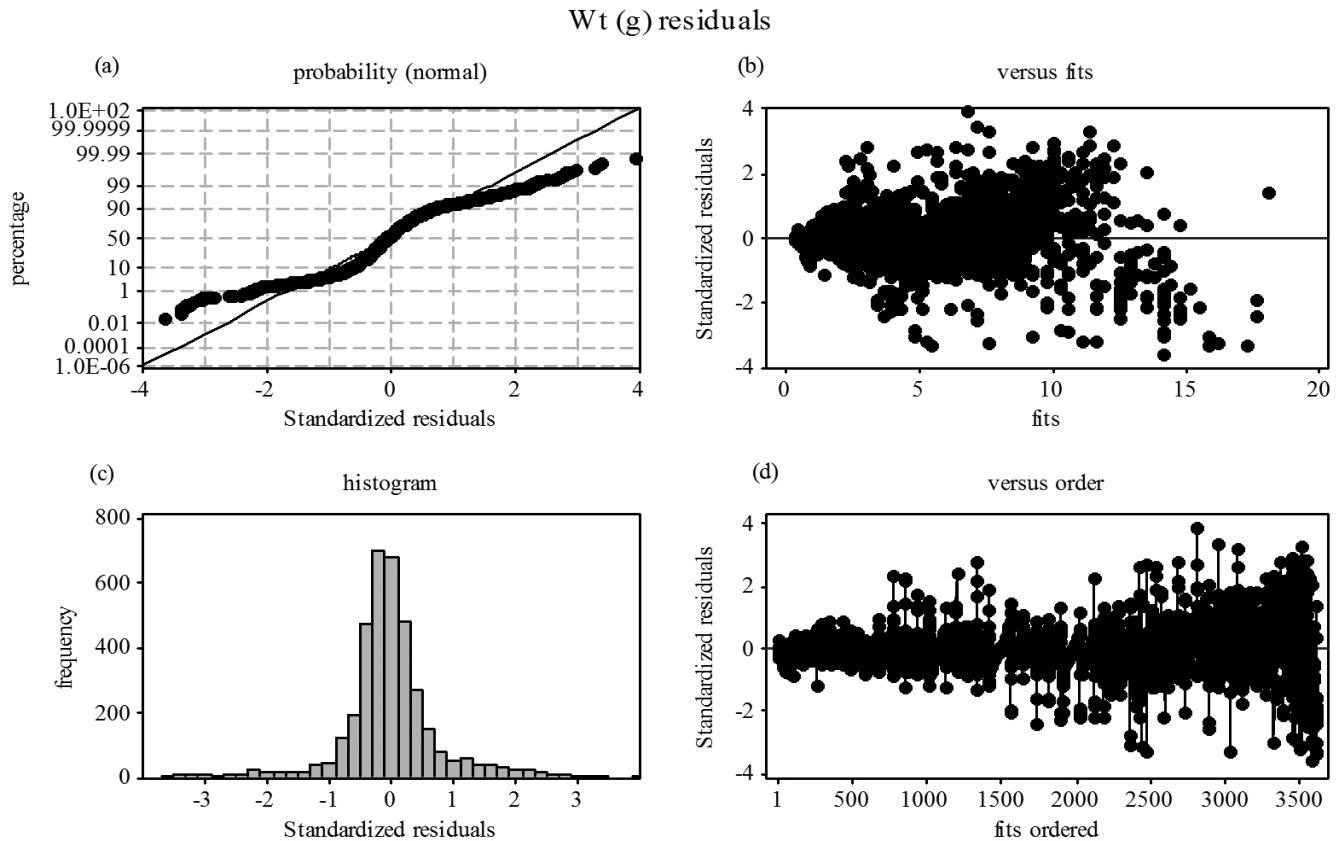 Wt (g) residuals
(a)
probability (normal)
percentage
1.0E+02
99.9999
99.99
99
90
50
10
1
0.01
0.0001
1.0E-06
-4
-2
0
2
4
Standardized residuals
(b)
versus fits
Standardized residuals
4
2
0
-2
-4
0
5
10
15
20
fits
(c)
histogram
frequency
800
600
400
200
0
-3
-2
-1
0
1
2
3
Standardized residuals
(d)
versus order
Standardized residuals
4
2
0
-2
-4
1
500
1000
1500
2000
2500
3000
3500
fits ordered